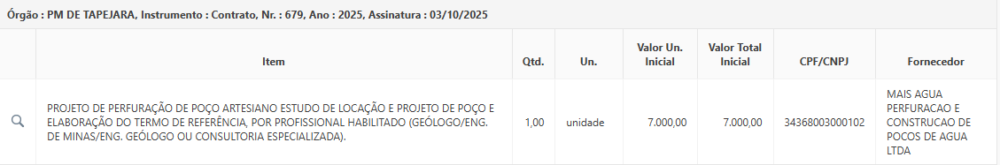 Órgão : PM DE TAPEJARA, Instrumento : Contrato, Nr. : 679, Ano : 2025, Assinatura : 03/10/2025
Item
Qtd.
Un.
Valor Un.
Inicial
Valor Total
Inicial
CPF/CNPJ
Fornecedor
PROJETO DE PERFURAÇÃO DE POÇO ARTESIANO ESTUDO DE LOCAÇÃO E PROJETO DE POÇO E
ELABORAÇÃO DO TERMO DE REFERÊNCIA, POR PROFISSIONAL HABILITADO (GEÓLOGO/ENG.
DE MINAS/ENG. GEÓLOGO OU CONSULTORIA ESPECIALIZADA).
1,00
unidade
7.000,00
7.000,00
34368003000102
MAIS AGUA
PERFURACAO E
CONSTRUCAO DE
POCOS DE AGUA
LTDA